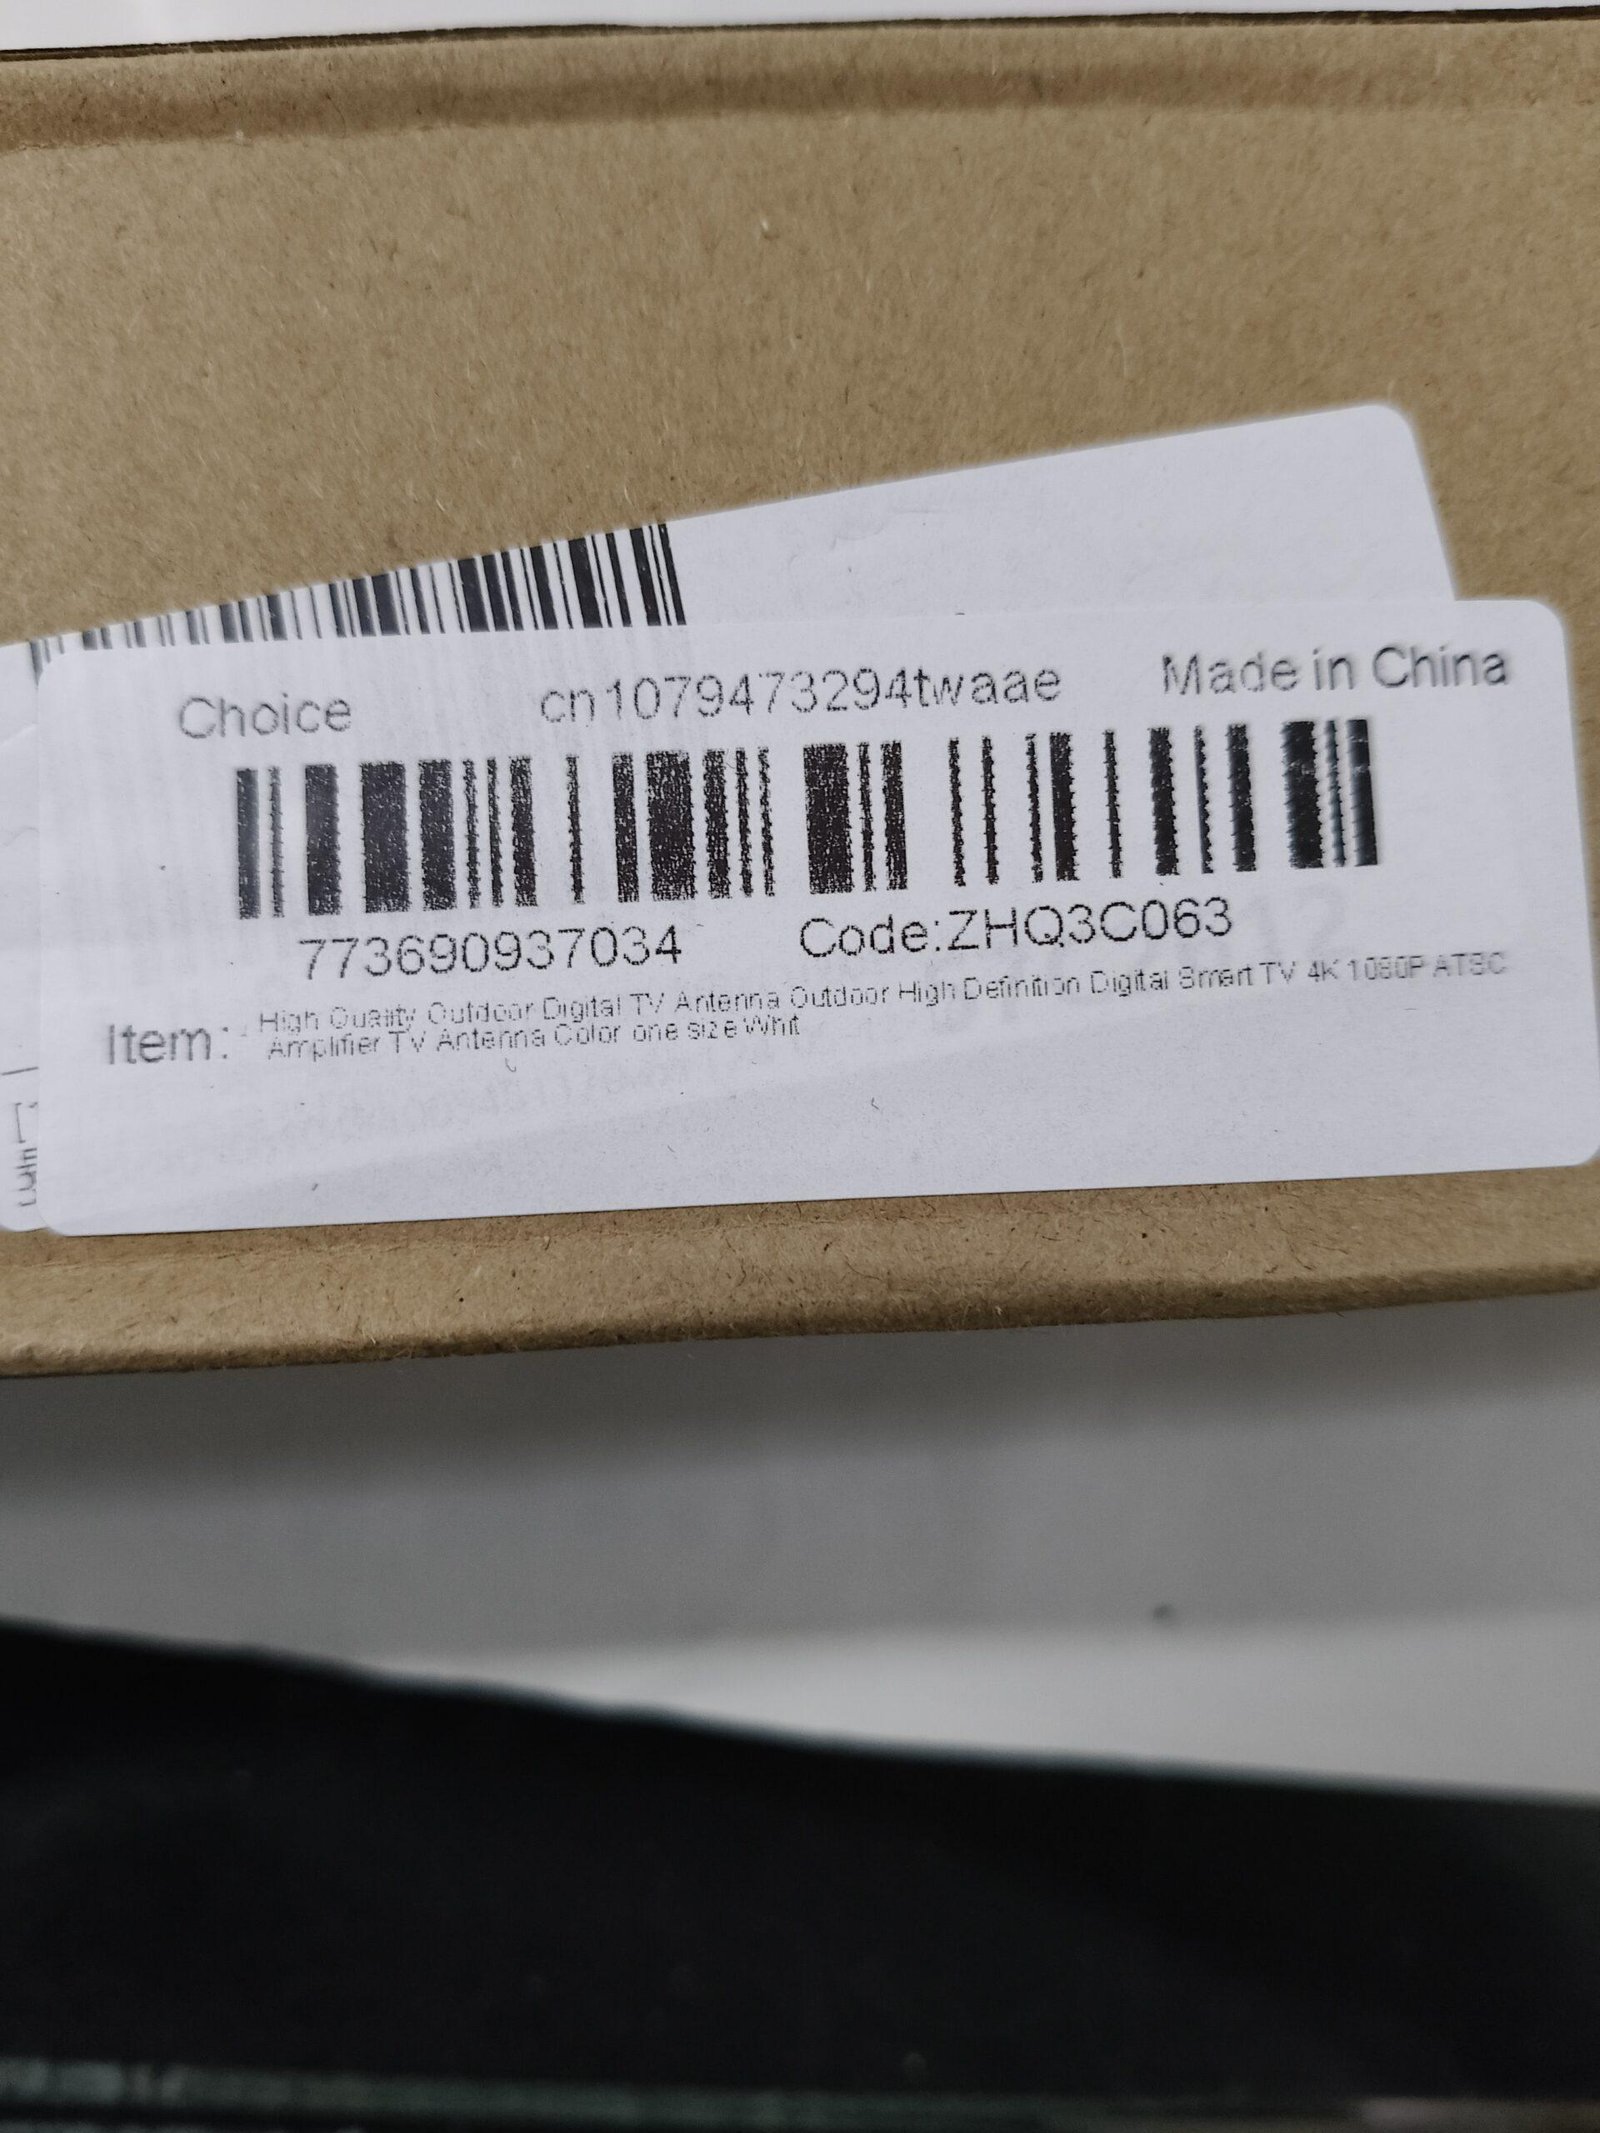 Choice cn1079473294twaae Made in China
773690937034 Code:ZHQ3C063
Item: High Quality Outdoor Digital TV Antenna Outdoor High Definition Digital Smart TV 4K 1080P ATSC
Amplifier TV Antenna Color one size Whit